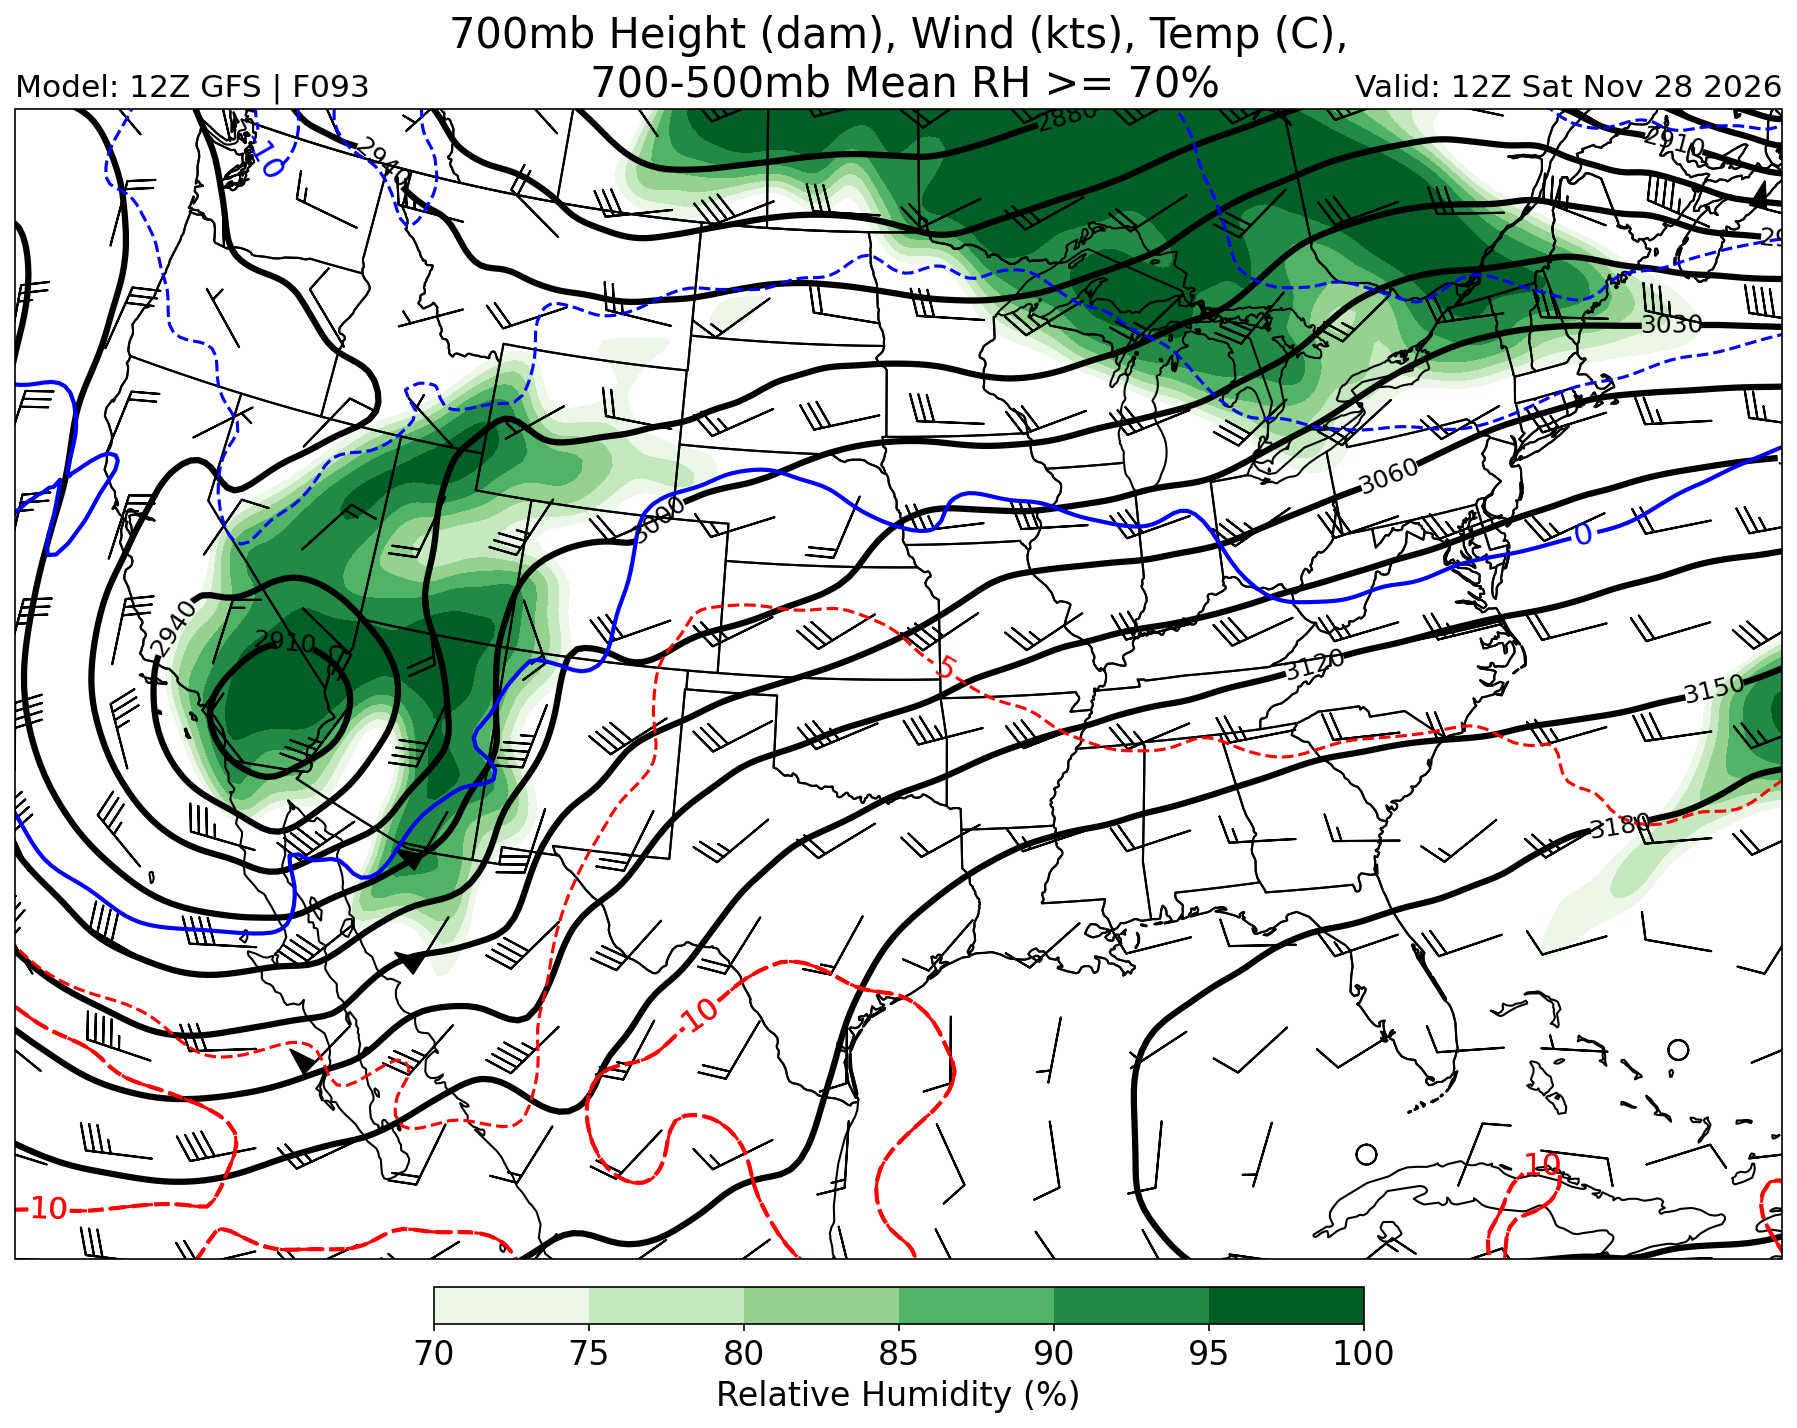 700mb Height (dam), Wind (kts), Temp (C),
700-500mb Mean RH >= 70%
Model: 12Z GFS | F093
Valid: 12Z Sat Nov 28 2026
2880
2910
-10
2940
3030
3060
3000
0
2940
2910
5
3120
3150
3180
10
10
10
70 75 80 85 90 95 100
Relative Humidity (%)